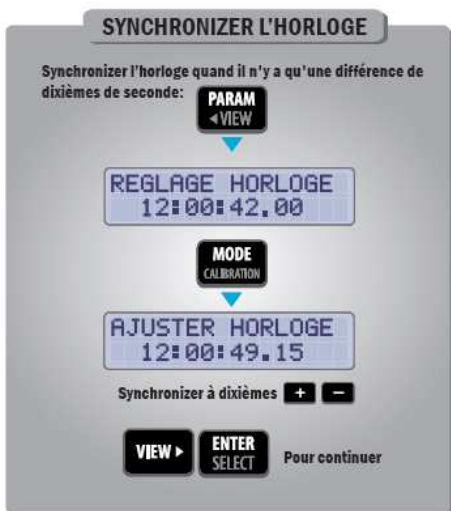 SYNCHRONIZER L'HORLOGE
Synchronizer l'horloge quand il n'y a qu'une différence de
dixièmes de seconde:
PARAM
◄VIEW
REGLAGE HORLOGE
12:00:42.00
MODE
CALIBRATION
AJUSTER HORLOGE
12:00:49.15
Synchronizer à dixièmes + −
VIEW ▸ ENTER
SELECT
Pour continuer